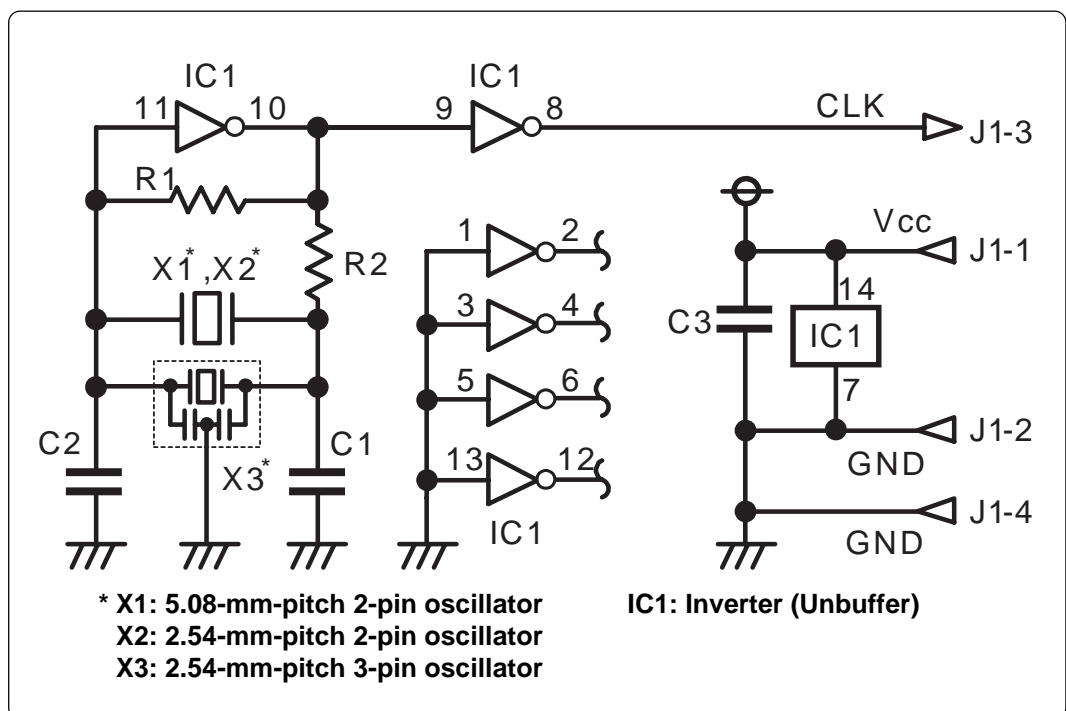 IC1 IC1
11 10 9 8 CLK J1-3
R1
1 2 Vcc J1-1
X1*,X2* R2
14
3 4 C3 IC1
5 6 7
C2 C1 J1-2
X3* 13 12 GND
IC1 J1-4
GND
* X1: 5.08-mm-pitch 2-pin oscillator IC1: Inverter (Unbuffer)
X2: 2.54-mm-pitch 2-pin oscillator
X3: 2.54-mm-pitch 3-pin oscillator